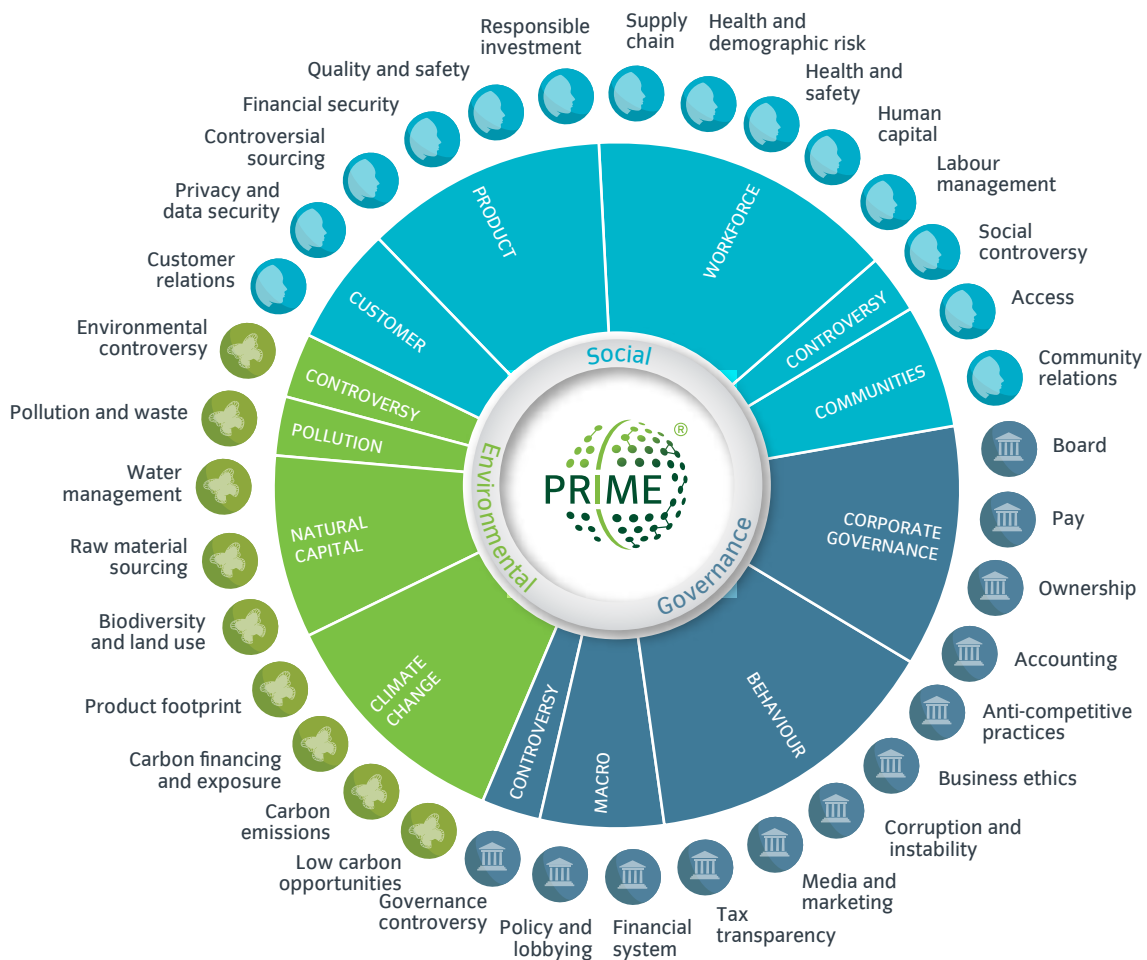 Supply
chain
Health and
demographic risk
Health and
safety
Human
capital
Labour
management
Social
controversy
Access
Community
relations
Board
Pay
Ownership
Accounting
Anti-competitive
practices
Business ethics
Corruption and
instability
Media and
marketing
Tax
transparency
Financial
system
Policy and
lobbying
Governance
controversy
Low carbon
opportunities
Carbon
emissions
Carbon financing
and exposure
Product footprint
Biodiversity
and land use
Raw material
sourcing
Water
management
Pollution and waste
Environmental
controversy
Customer
relations
Privacy and
data security
Controversial
sourcing
Financial security
Quality and safety
Responsible
investment
PRODUCT
WORKFORCE
CONTROVERSY
COMMUNITIES
CORPORATE
GOVERNANCE
BEHAVIOUR
MACRO
CONTROVERSY
CLIMATE
CHANGE
NATURAL
CAPITAL
POLLUTION
CONTROVERSY
CUSTOMER
Social
Governance
Environmental
PRIME ®